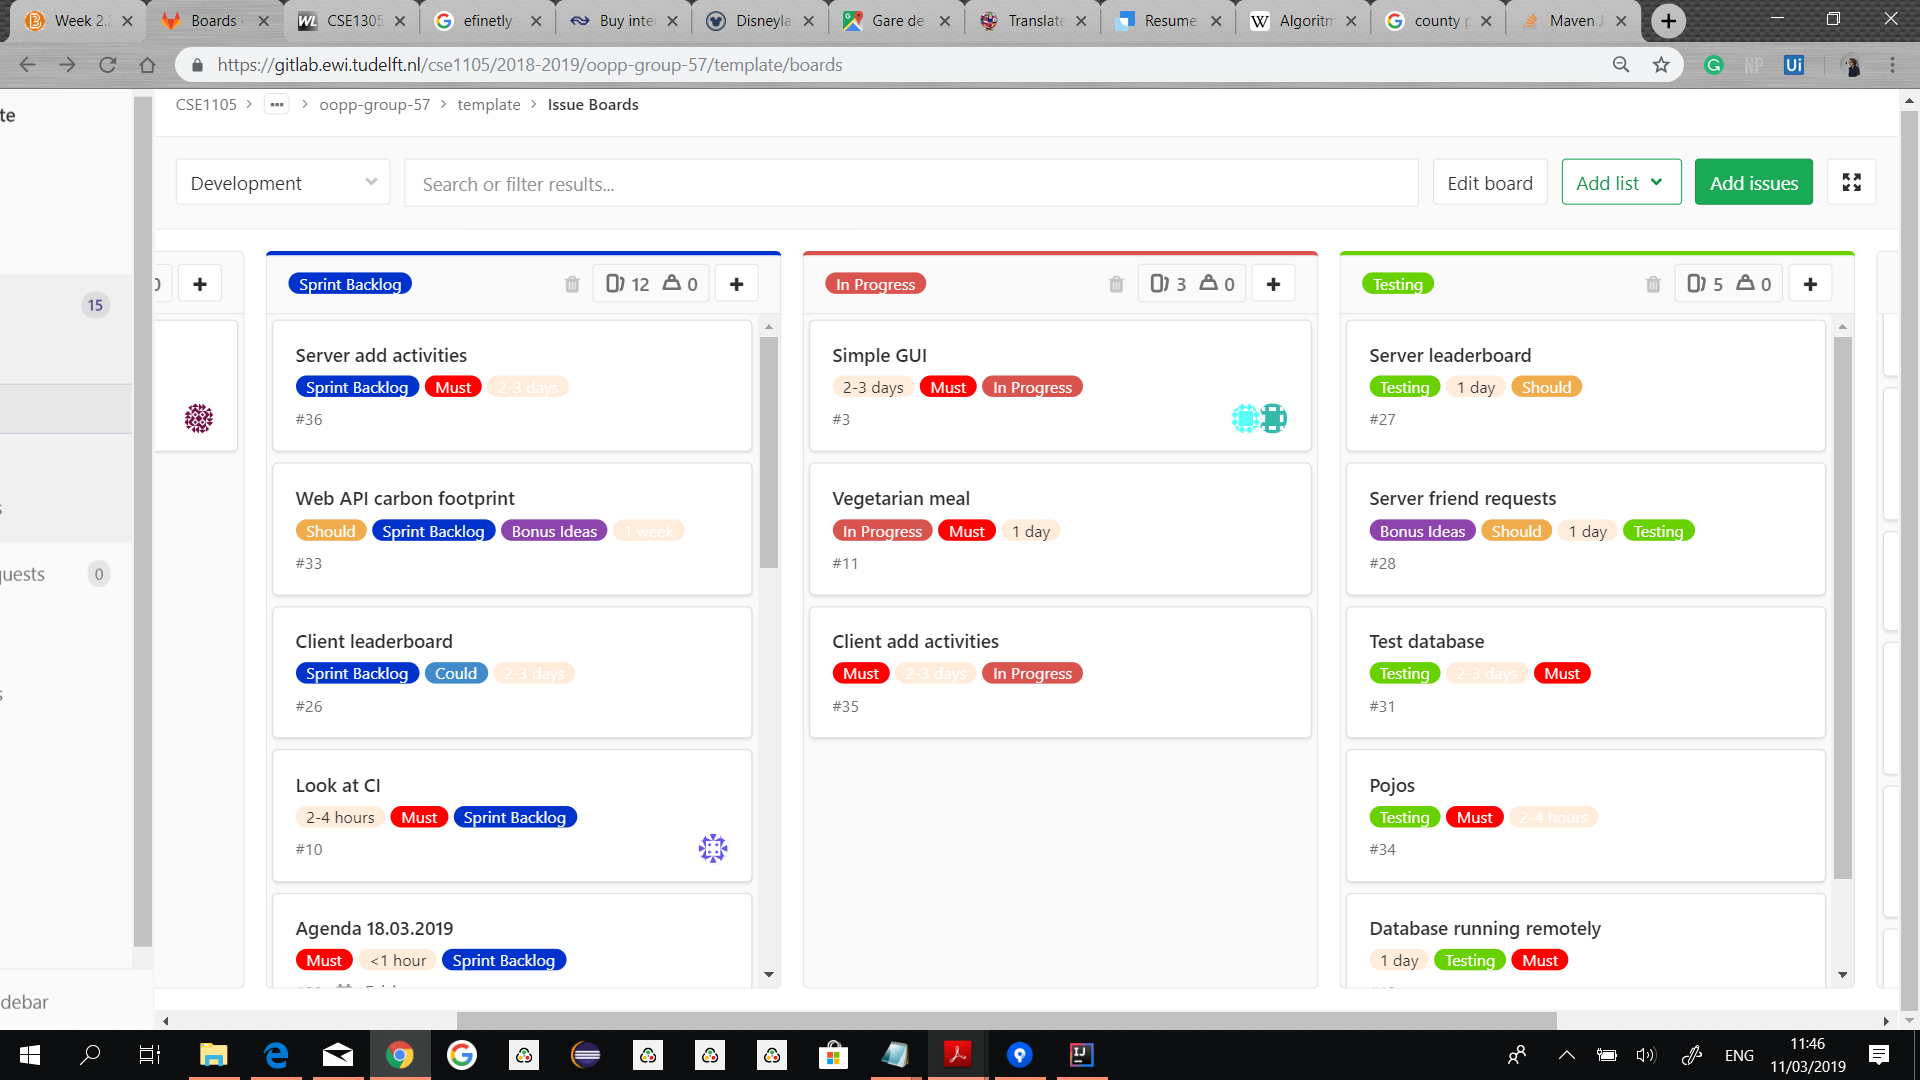 Week 2.2
Boards
CSE1305
efinetly
Buy inte
Disneyla
Gare de
Translate
Resume
Algorit
county p
Maven J
https://gitlab.ewi.tudelft.nl/cse1105/2018-2019/oopp-group-57/template/boards
NP
Ui
te
CSE1105 > ... > oopp-group-57 > template > Issue Boards
Development
Search or filter results...
Edit board
Add list
Add issues
15
uests 0
debar
Sprint Backlog
12 0
Server add activities
Sprint Backlog Must 2-3 days
#36
Web API carbon footprint
Should Sprint Backlog Bonus Ideas 1 week
#33
Client leaderboard
Sprint Backlog Could 2-3 days
#26
Look at CI
2-4 hours Must Sprint Backlog
#10
Agenda 18.03.2019
Must <1 hour Sprint Backlog
In Progress
3 0
Simple GUI
2-3 days Must In Progress
#3
Vegetarian meal
In Progress Must 1 day
#11
Client add activities
Must 2-3 days In Progress
#35
Testing
5 0
Server leaderboard
Testing 1 day Should
#27
Server friend requests
Bonus Ideas Should 1 day Testing
#28
Test database
Testing 2-3 days Must
#31
Pojos
Testing Must 2-4 hours
#34
Database running remotely
1 day Testing Must
ENG
11:46
11/03/2019